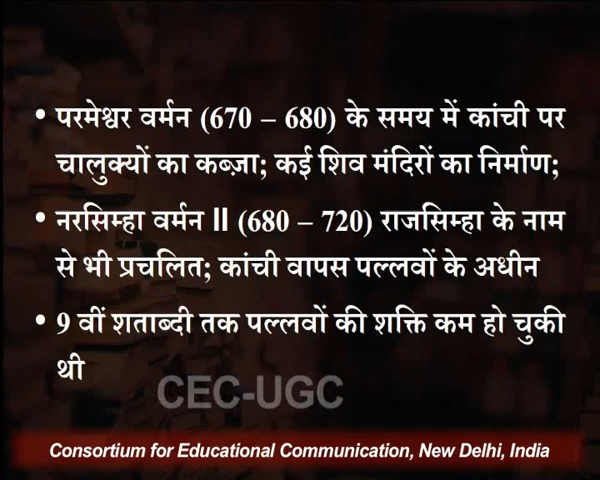 • परमेश्वर वर्मन (670 – 680) के समय में कांची पर
चालुक्यों का कब्ज़ा; कई शिव मंदिरों का निर्माण;
• नरसिम्हा वर्मन II (680 – 720) राजसिम्हा के नाम
से भी प्रचलित; कांची वापस पल्लवों के अधीन
• 9 वीं शताब्दी तक पल्लवों की शक्ति कम हो चुकी
थी
CEC-UGC
Consortium for Educational Communication, New Delhi, India